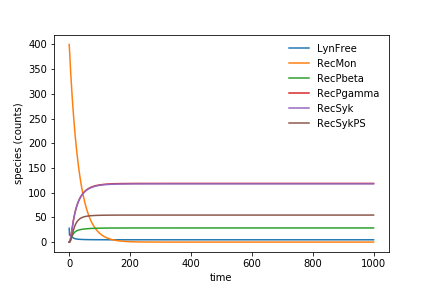 400
350
300
250
200
150
100
50
0
species (counts)
LynFree
RecMon
RecPbeta
RecPgamma
RecSyk
RecSykPS
0 200 400 600 800 1000
time